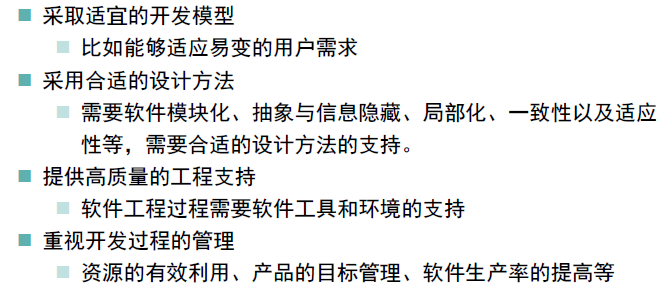 采取适宜的开发模型
比如能够适应易变的用户需求
采用合适的设计方法
需要软件模块化、抽象与信息隐藏、局部化、一致性以及适应
性等，需要合适的设计方法的支持。
提供高质量的工程支持
软件工程过程需要软件工具和环境的支持
重视开发过程的管理
资源的有效利用、产品的目标管理、软件生产率的提高等